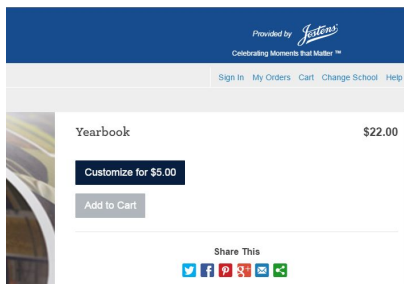 Provided by Jostens
Celebrating Moments that Matter ™
Sign In My Orders Cart Change School Help
Yearbook $22.00
Customize for $5.00
Add to Cart
Share This